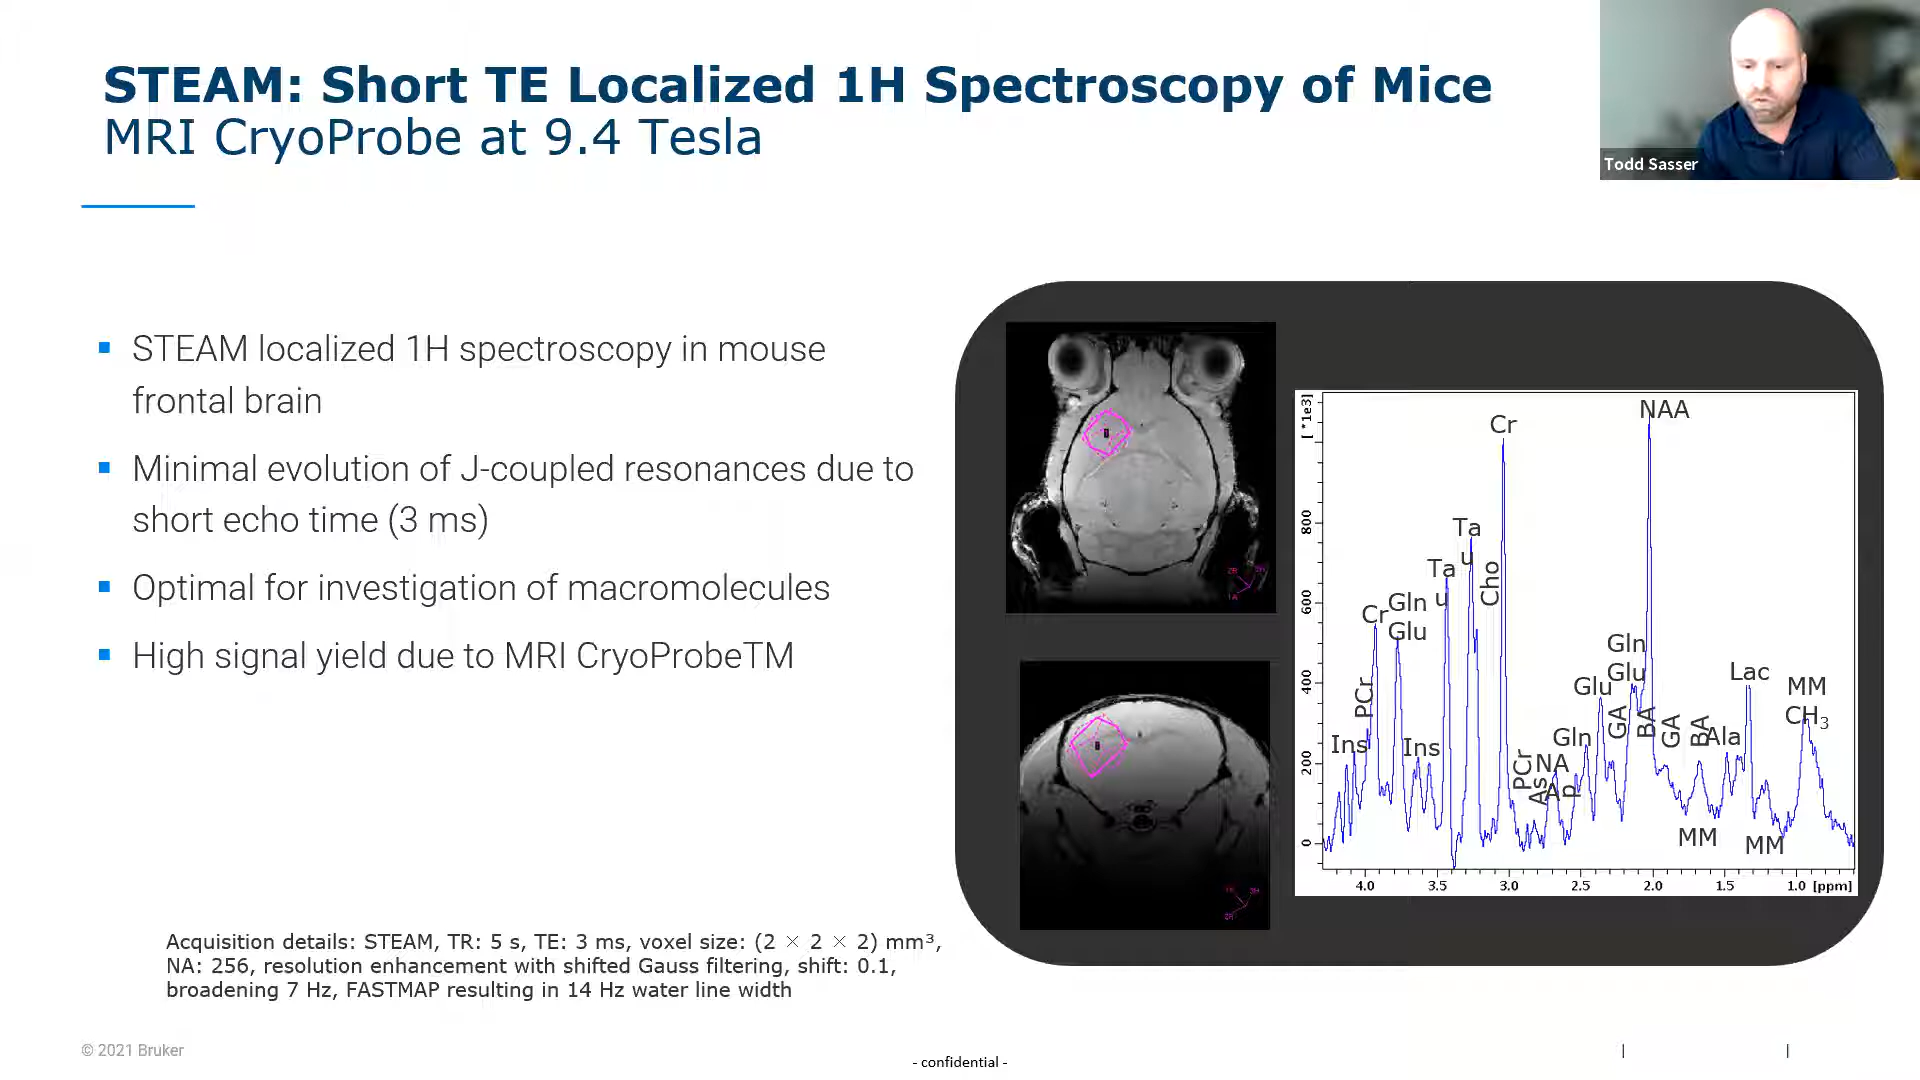 STEAM: Short TE Localized 1H Spectroscopy of Mice
MRI CryoProbe at 9.4 Tesla
Todd Sasser
STEAM localized 1H spectroscopy in mouse
frontal brain
Minimal evolution of J-coupled resonances due to
short echo time (3 ms)
Optimal for investigation of macromolecules
High signal yield due to MRI CryoProbeTM
[ *1e3]
800
600
400
200
0
NAA
Cr
Ta
u
Ta
u
Cho
Gln
Glu
Cr
PCr
Ins
Ins
Gln
Glu
Glu
GA
BA
GA
BA
Gln
PCr
NA
A
As
p
Ala
Lac
MM
CH₃
MM
MM
4.0
3.5
3.0
2.5
2.0
1.5
1.0 [ppm]
Acquisition details: STEAM, TR: 5 s, TE: 3 ms, voxel size: (2 × 2 × 2) mm³,
NA: 256, resolution enhancement with shifted Gauss filtering, shift: 0.1,
broadening 7 Hz, FASTMAP resulting in 14 Hz water line width
© 2021 Bruker
- confidential -